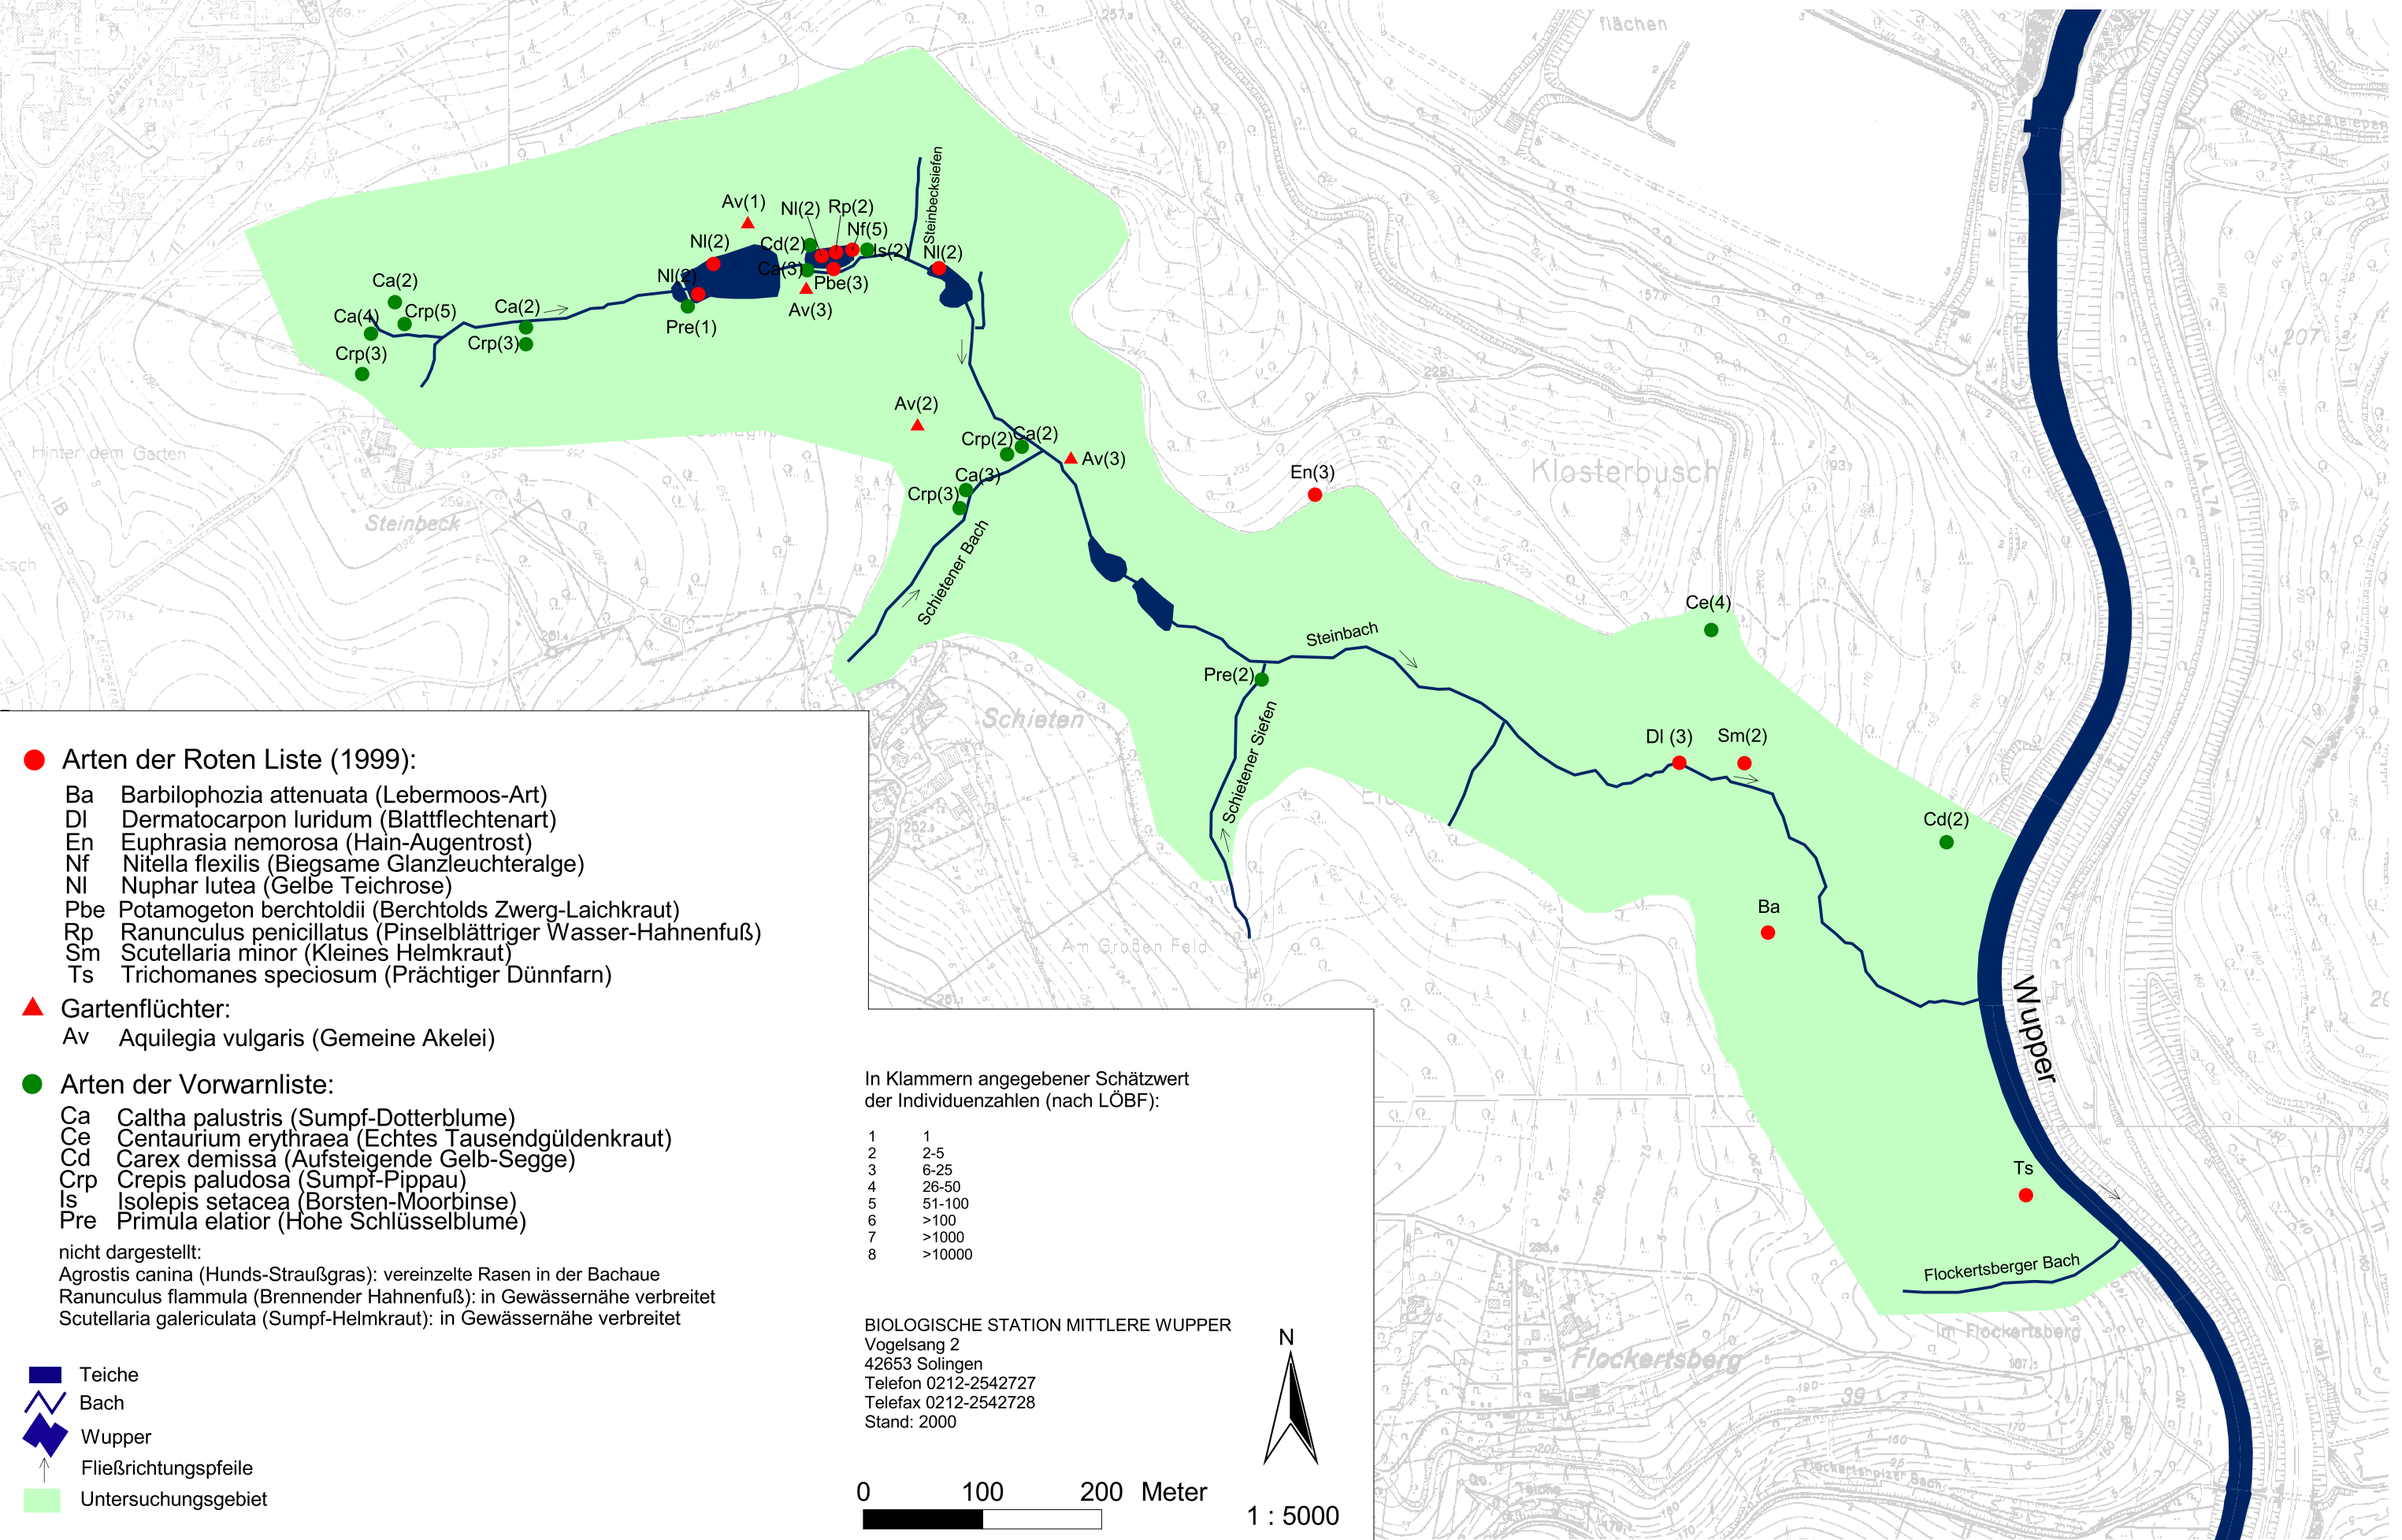 flächen
257,5
271,2
Av(1)
Nl(2)
Rp(2)
Nf(5)
Nl(2)
Cd(2)
Is(2)
Nl(2)
Steinbecksiefen
Nl(2)
Ca(3)
Pbe(3)
Av(3)
Pre(1)
Ca(2)
Crp(5)
Ca(4)
Crp(3)
Ca(2)
Crp(3)
Av(2)
Crp(2)
Ca(2)
Av(3)
Ca(3)
Crp(3)
Schietener Bach
En(3)
Klosterbusch
207
Hinter dem Garten
Steinbeck
Schieten
Ce(4)
Steinbach
Pre(2)
Schietener Siefen
Dl (3)
Sm(2)
Cd(2)
Ba
Am Großen Feld
Wupper
Ts
Flockertsberger Bach
Im Flockertsberg
Flockertsberg
39
Arten der Roten Liste (1999):
Ba Barbilophozia attenuata (Lebermoos-Art)
Dl Dermatocarpon luridum (Blattflechtenart)
En Euphrasia nemorosa (Hain-Augentrost)
Nf Nitella flexilis (Biegsame Glanzleuchteralge)
Nl Nuphar lutea (Gelbe Teichrose)
Pbe Potamogeton berchtoldii (Berchtolds Zwerg-Laichkraut)
Rp Ranunculus penicillatus (Pinselblättriger Wasser-Hahnenfuß)
Sm Scutellaria minor (Kleines Helmkraut)
Ts Trichomanes speciosum (Prächtiger Dünnfarn)
Gartenflüchter:
Av Aquilegia vulgaris (Gemeine Akelei)
Arten der Vorwarnliste:
Ca Caltha palustris (Sumpf-Dotterblume)
Ce Centaurium erythraea (Echtes Tausendgüldenkraut)
Cd Carex demissa (Aufsteigende Gelb-Segge)
Crp Crepis paludosa (Sumpf-Pippau)
Is Isolepis setacea (Borsten-Moorbinse)
Pre Primula elatior (Hohe Schlüsselblume)
nicht dargestellt:
Agrostis canina (Hunds-Straußgras): vereinzelte Rasen in der Bachaue
Ranunculus flammula (Brennender Hahnenfuß): in Gewässernähe verbreitet
Scutellaria galericulata (Sumpf-Helmkraut): in Gewässernähe verbreitet
Teiche
Bach
Wupper
Fließrichtungspfeile
Untersuchungsgebiet
In Klammern angegebener Schätzwert
der Individuenzahlen (nach LÖBF):
1 1
2 2-5
3 6-25
4 26-50
5 51-100
6 >100
7 >1000
8 >10000
BIOLOGISCHE STATION MITTLERE WUPPER
Vogelsang 2
42653 Solingen
Telefon 0212-2542727
Telefax 0212-2542728
Stand: 2000
N
0 100 200 Meter
1 : 5000